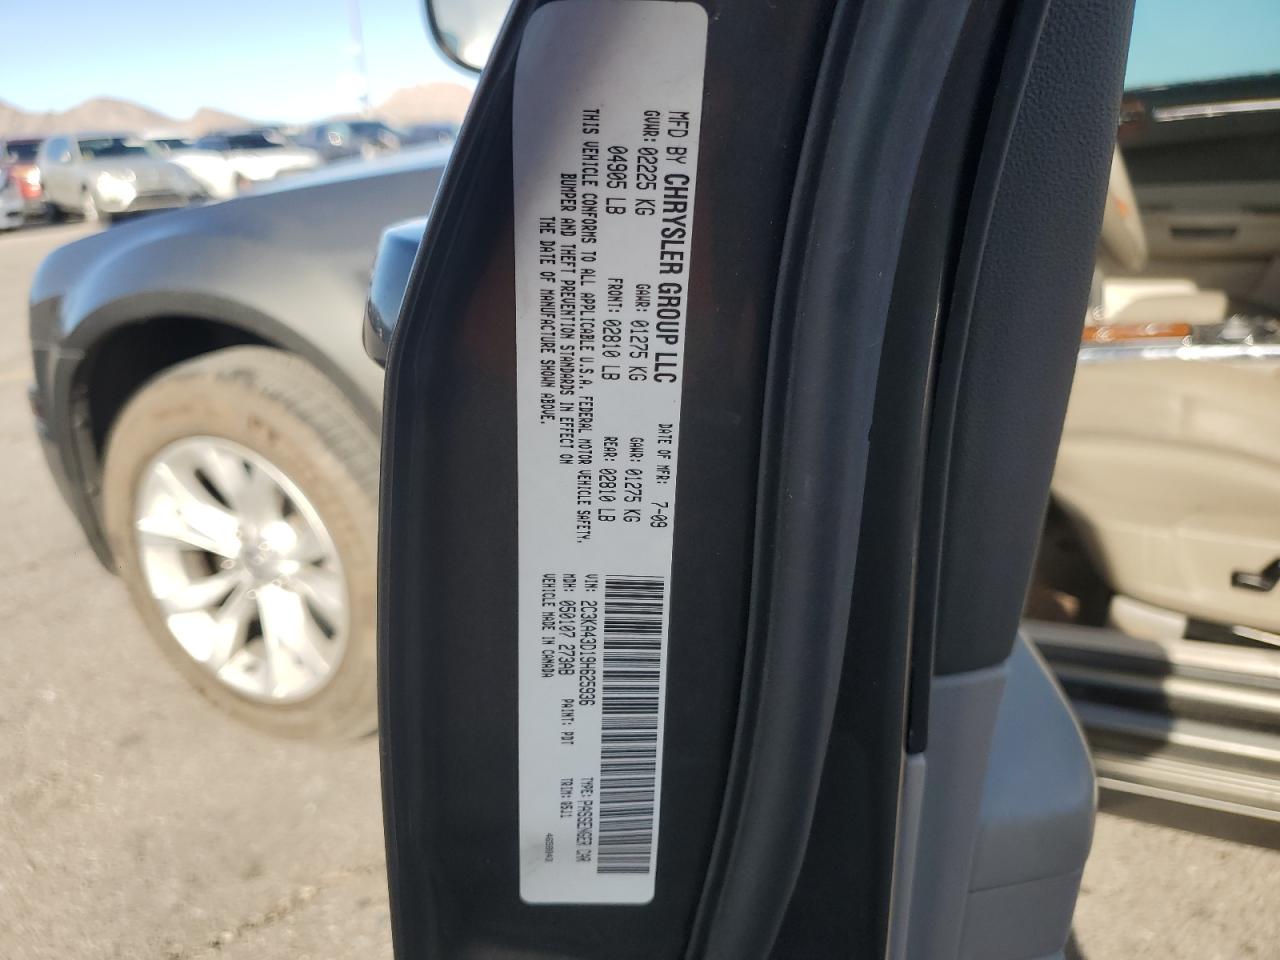 MFD BY CHRYSLER GROUP LLC DATE OF MFR: 7-09
GVWR: 02225 KG GAWR: 01275 KG GAWR: 01275 KG
04905 LB FRONT: 02810 LB REAR: 02810 LB
THIS VEHICLE CONFORMS TO ALL APPLICABLE U.S.A. FEDERAL MOTOR VEHICLE SAFETY,
BUMPER AND THEFT PREVENTION STANDARDS IN EFFECT ON
THE DATE OF MANUFACTURE SHOWN ABOVE.
VIN: 2C3KA43D19H625936 TYPE: PASSENGER CAR
MDH: 050107 273AB PAINT: PDT TRIM: 06J1
VEHICLE MADE IN CANADA